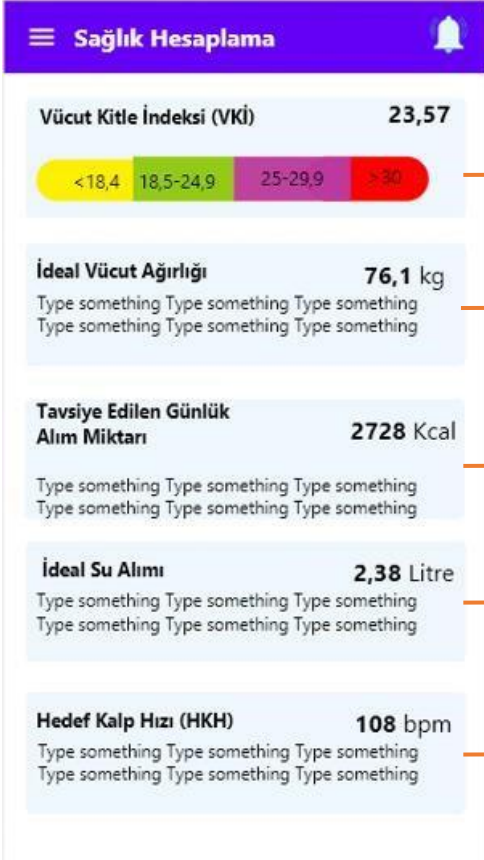 Sağlık Hesaplama
Vücut Kitle İndeksi (VKİ) 23,57
<18,4 18,5-24,9 25-29,9 >30
İdeal Vücut Ağırlığı 76,1 kg
Type something Type something Type something
Type something Type something Type something
Tavsiye Edilen Günlük
Alım Miktarı 2728 Kcal
Type something Type something Type something
Type something Type something Type something
İdeal Su Alımı 2,38 Litre
Type something Type something Type something
Type something Type something Type something
Hedef Kalp Hızı (HKH) 108 bpm
Type something Type something Type something
Type something Type something Type something